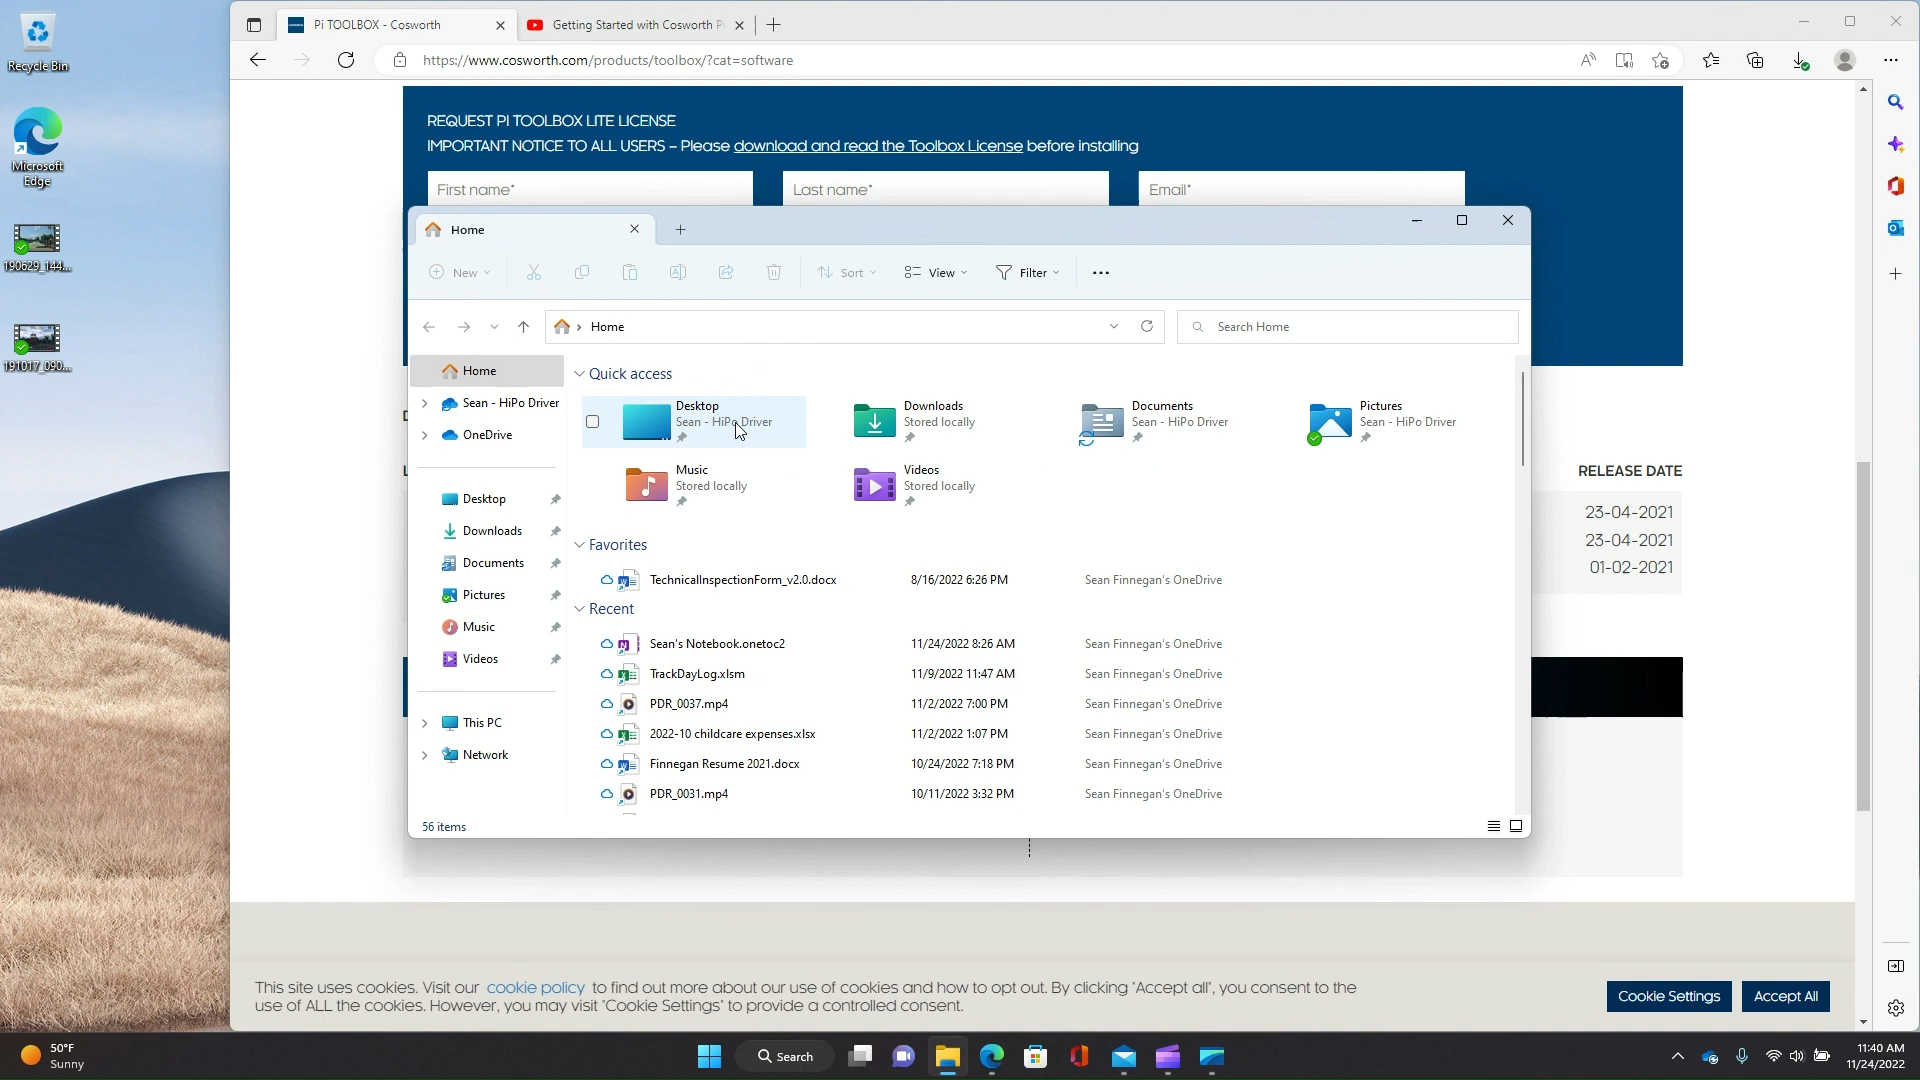 Recycle Bin
Microsoft
Edge
190629_144...
191017_090...
Pi TOOLBOX - Cosworth
Getting Started with Cosworth P
https://www.cosworth.com/products/toolbox/?cat=software
REQUEST PI TOOLBOX LITE LICENSE
IMPORTANT NOTICE TO ALL USERS – Please download and read the Toolbox License before installing
First name*
Last name*
Email*
Home
New
Sort
View
Filter
Home
Search Home
Home
Sean - HiPo Driver
OneDrive
Desktop
Downloads
Documents
Pictures
Music
Videos
This PC
Network
Quick access
Desktop
Sean - HiPo Driver
Downloads
Stored locally
Documents
Sean - HiPo Driver
Pictures
Sean - HiPo Driver
Music
Stored locally
Videos
Stored locally
Favorites
TechnicalInspectionForm_v2.0.docx 8/16/2022 6:26 PM Sean Finnegan's OneDrive
Recent
Sean's Notebook.onetoc2 11/24/2022 8:26 AM Sean Finnegan's OneDrive
TrackDayLog.xlsm 11/9/2022 11:47 AM Sean Finnegan's OneDrive
PDR_0037.mp4 11/2/2022 7:00 PM Sean Finnegan's OneDrive
2022-10 childcare expenses.xlsx 11/2/2022 1:07 PM Sean Finnegan's OneDrive
Finnegan Resume 2021.docx 10/24/2022 7:18 PM Sean Finnegan's OneDrive
PDR_0031.mp4 10/11/2022 3:32 PM Sean Finnegan's OneDrive
56 items
RELEASE DATE
23-04-2021
23-04-2021
01-02-2021
This site uses cookies. Visit our cookie policy to find out more about our use of cookies and how to opt out. By clicking "Accept all", you consent to the
use of ALL the cookies. However, you may visit "Cookie Settings" to provide a controlled consent.
Cookie Settings
Accept All
50°F
Sunny
Search
11:40 AM
11/24/2022